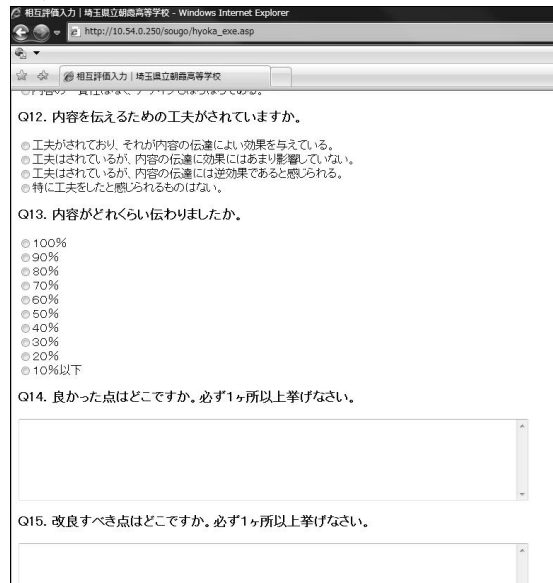 相互評価入力 | 埼玉県立朝霞高等学校 - Windows Internet Explorer
http://10.54.0.250/sougo/hyoka_exe.asp
相互評価入力 | 埼玉県立朝霞高等学校
Q12. 内容を伝えるための工夫がされていますか。
工夫がされており、それが内容の伝達によい効果を与えている。
工夫はされているが、内容の伝達に効果にはあまり影響していない。
工夫はされているが、内容の伝達には逆効果であると感じられる。
特に工夫をしたと感じられるものはない。
Q13. 内容がどれくらい伝わりましたか。
100%
90%
80%
70%
60%
50%
40%
30%
20%
10%以下
Q14. 良かった点はどこですか。必ず1ヶ所以上挙げなさい。
Q15. 改良すべき点はどこですか。必ず1ヶ所以上挙げなさい。